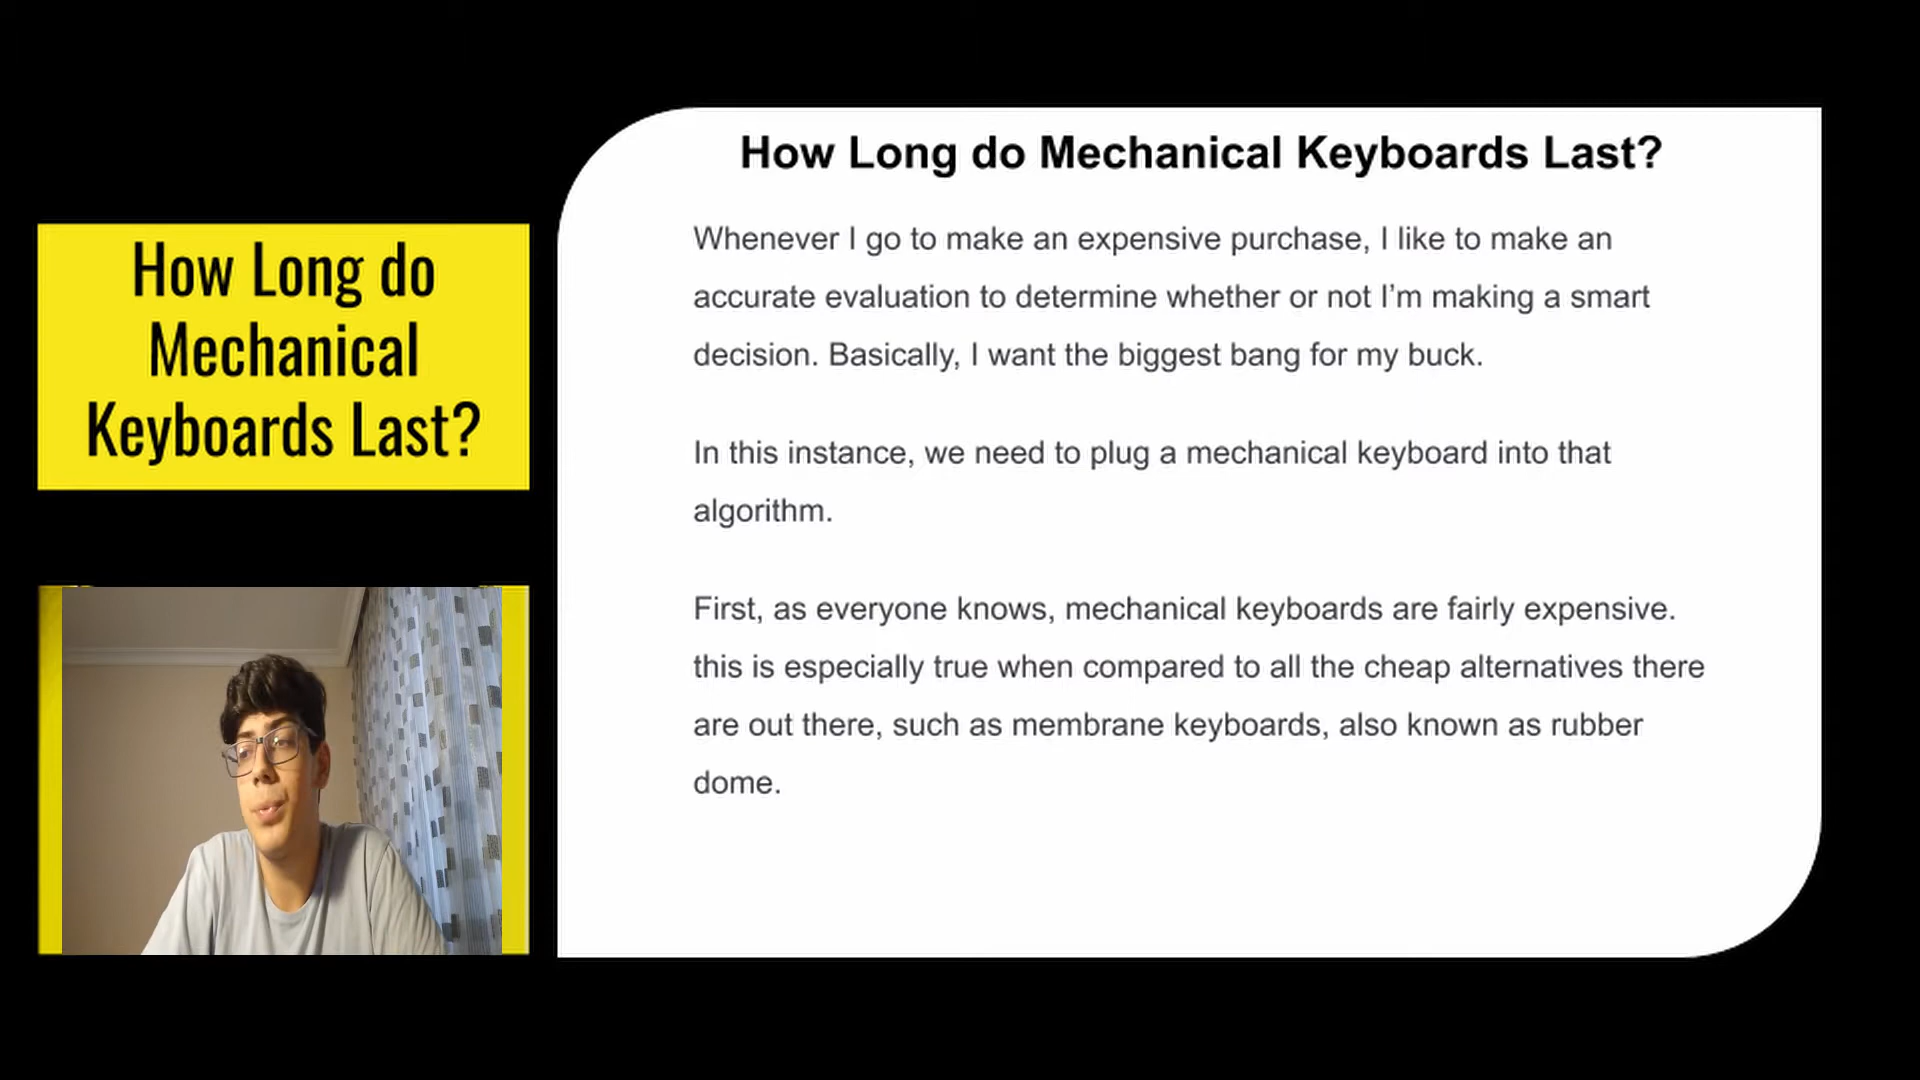 How Long do
Mechanical
Keyboards Last?
How Long do Mechanical Keyboards Last?
Whenever I go to make an expensive purchase, I like to make an
accurate evaluation to determine whether or not I’m making a smart
decision. Basically, I want the biggest bang for my buck.
In this instance, we need to plug a mechanical keyboard into that
algorithm.
First, as everyone knows, mechanical keyboards are fairly expensive.
this is especially true when compared to all the cheap alternatives there
are out there, such as membrane keyboards, also known as rubber
dome.